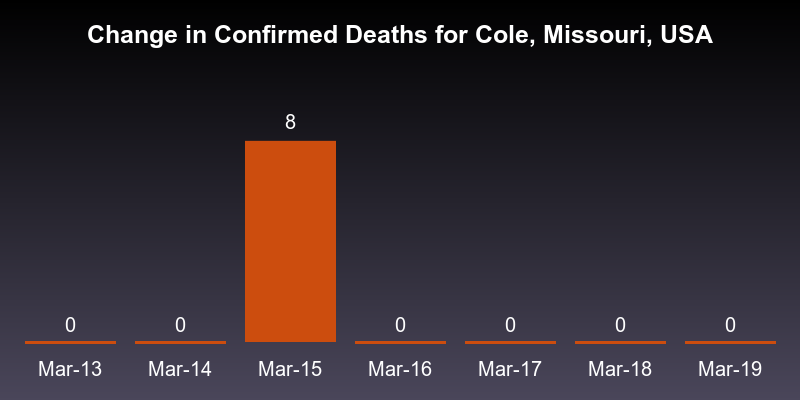 Change in Confirmed Deaths for Cole, Missouri, USA
8
0 0 0 0 0 0
Mar-13 Mar-14 Mar-15 Mar-16 Mar-17 Mar-18 Mar-19